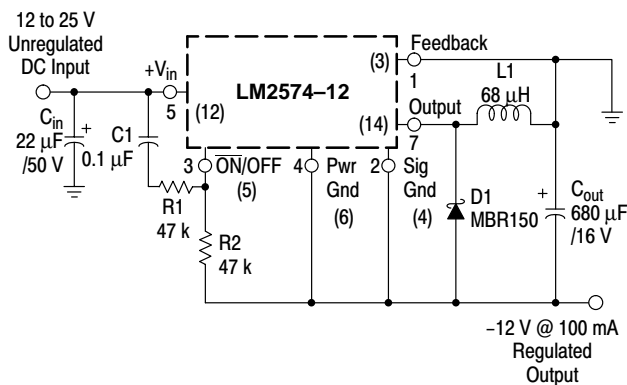 12 to 25 V
Unregulated
DC Input
+Vin
5
(12)
LM2574–12
(3)
Feedback
1
(14)
Output
7
L1
68 μH
Cin
22 μF
/50 V
+
C1
0.1 μF
3
ON/OFF
(5)
4
Pwr
Gnd
(6)
2
Sig
Gnd
(4)
R1
47 k
R2
47 k
D1
MBR150
+
Cout
680 μF
/16 V
–12 V @ 100 mA
Regulated
Output